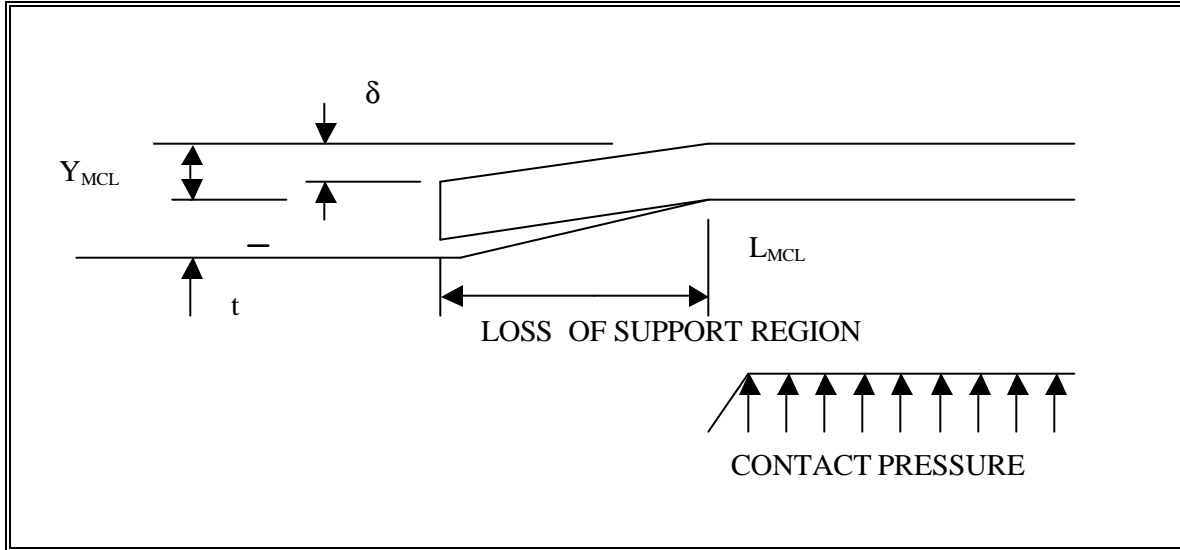 δ
Y_MCL
L_MCL
t
LOSS OF SUPPORT REGION
CONTACT PRESSURE